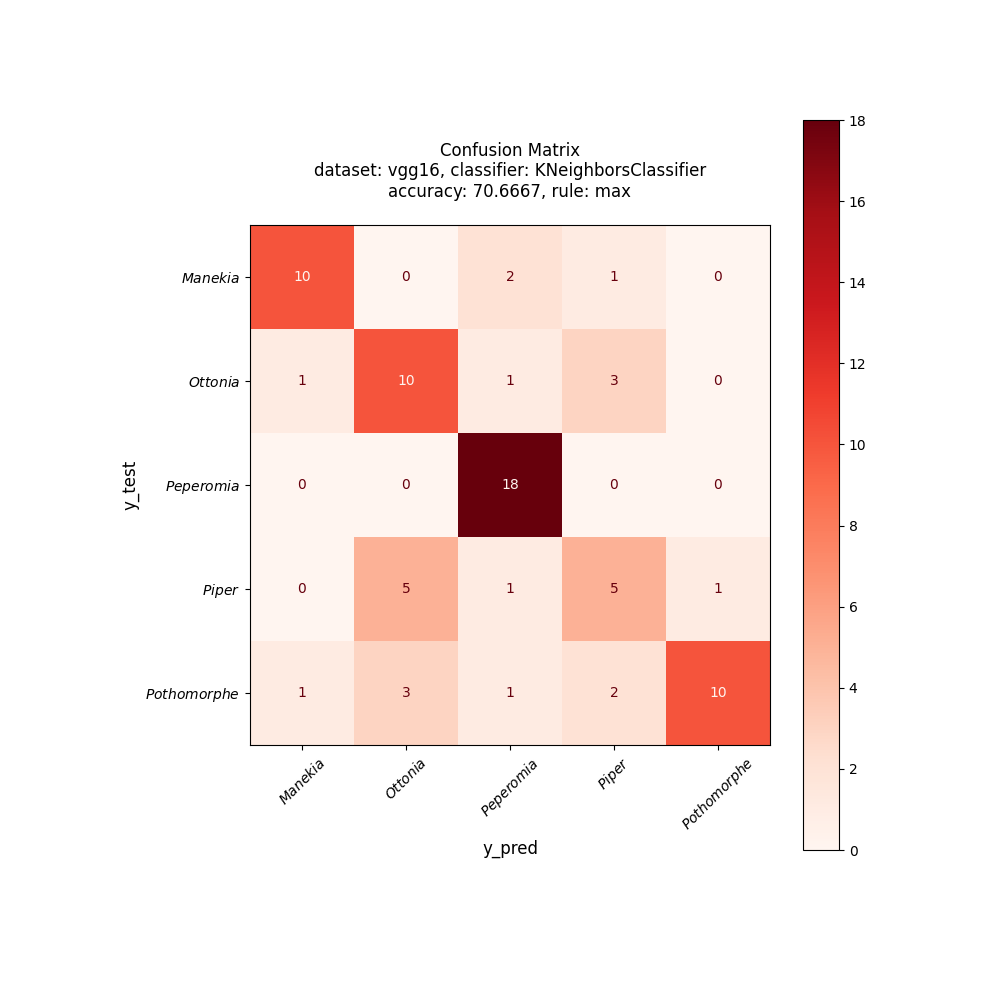 Confusion Matrix
dataset: vgg16, classifier: KNeighborsClassifier
accuracy: 70.6667, rule: max
Manekia 10 0 2 1 0
Ottonia 1 10 1 3 0
Peperomia 0 0 18 0 0
Piper 0 5 1 5 1
Pothomorphe 1 3 1 2 10
y_test
Manekia Ottonia Peperomia Piper Pothomorphe
y_pred
18
16
14
12
10
8
6
4
2
0